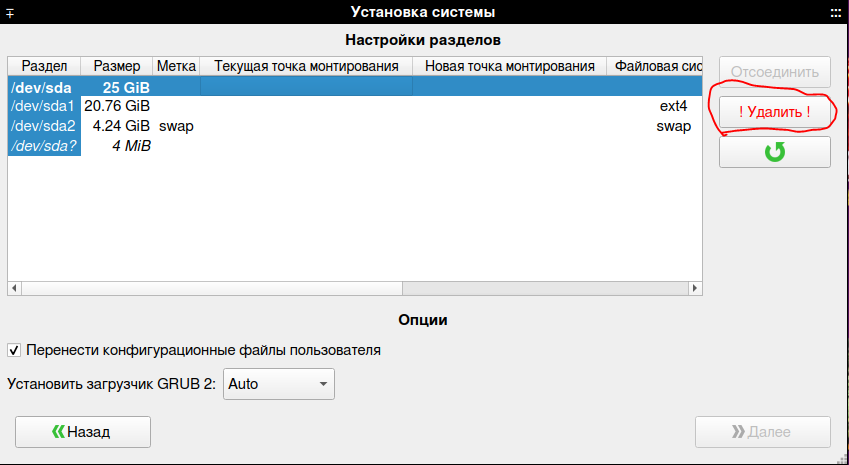 Установка системы
Настройки разделов
Раздел Размер Метка Текущая точка монтирования Новая точка монтирования Файловая сис
/dev/sda 25 GiB
/dev/sda1 20.76 GiB ext4
/dev/sda2 4.24 GiB swap swap
/dev/sda? 4 MiB
Отсоединить
! Удалить !
Опции
Перенести конфигурационные файлы пользователя
Установить загрузчик GRUB 2: Auto
Назад
Далее